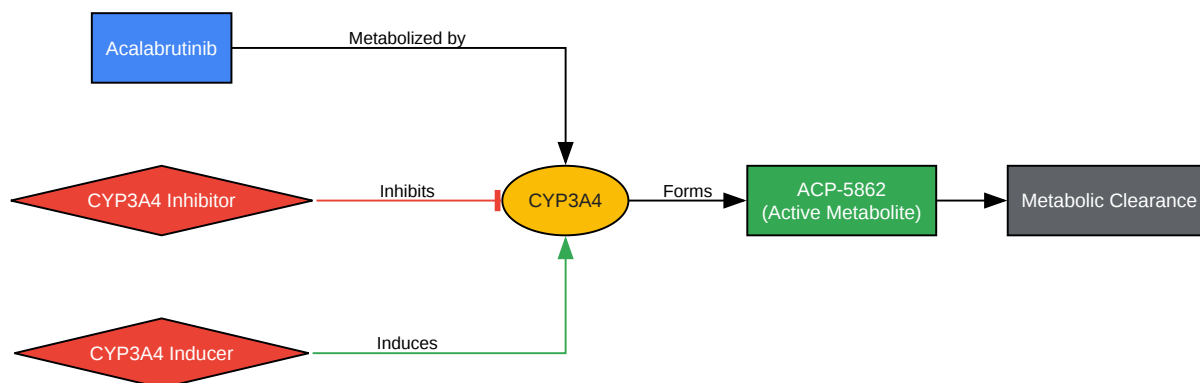 Acalabrutinib
Metabolized by
CYP3A4 Inhibitor
Inhibits
CYP3A4
Forms
ACP-5862
(Active Metabolite)
Metabolic Clearance
CYP3A4 Inducer
Induces